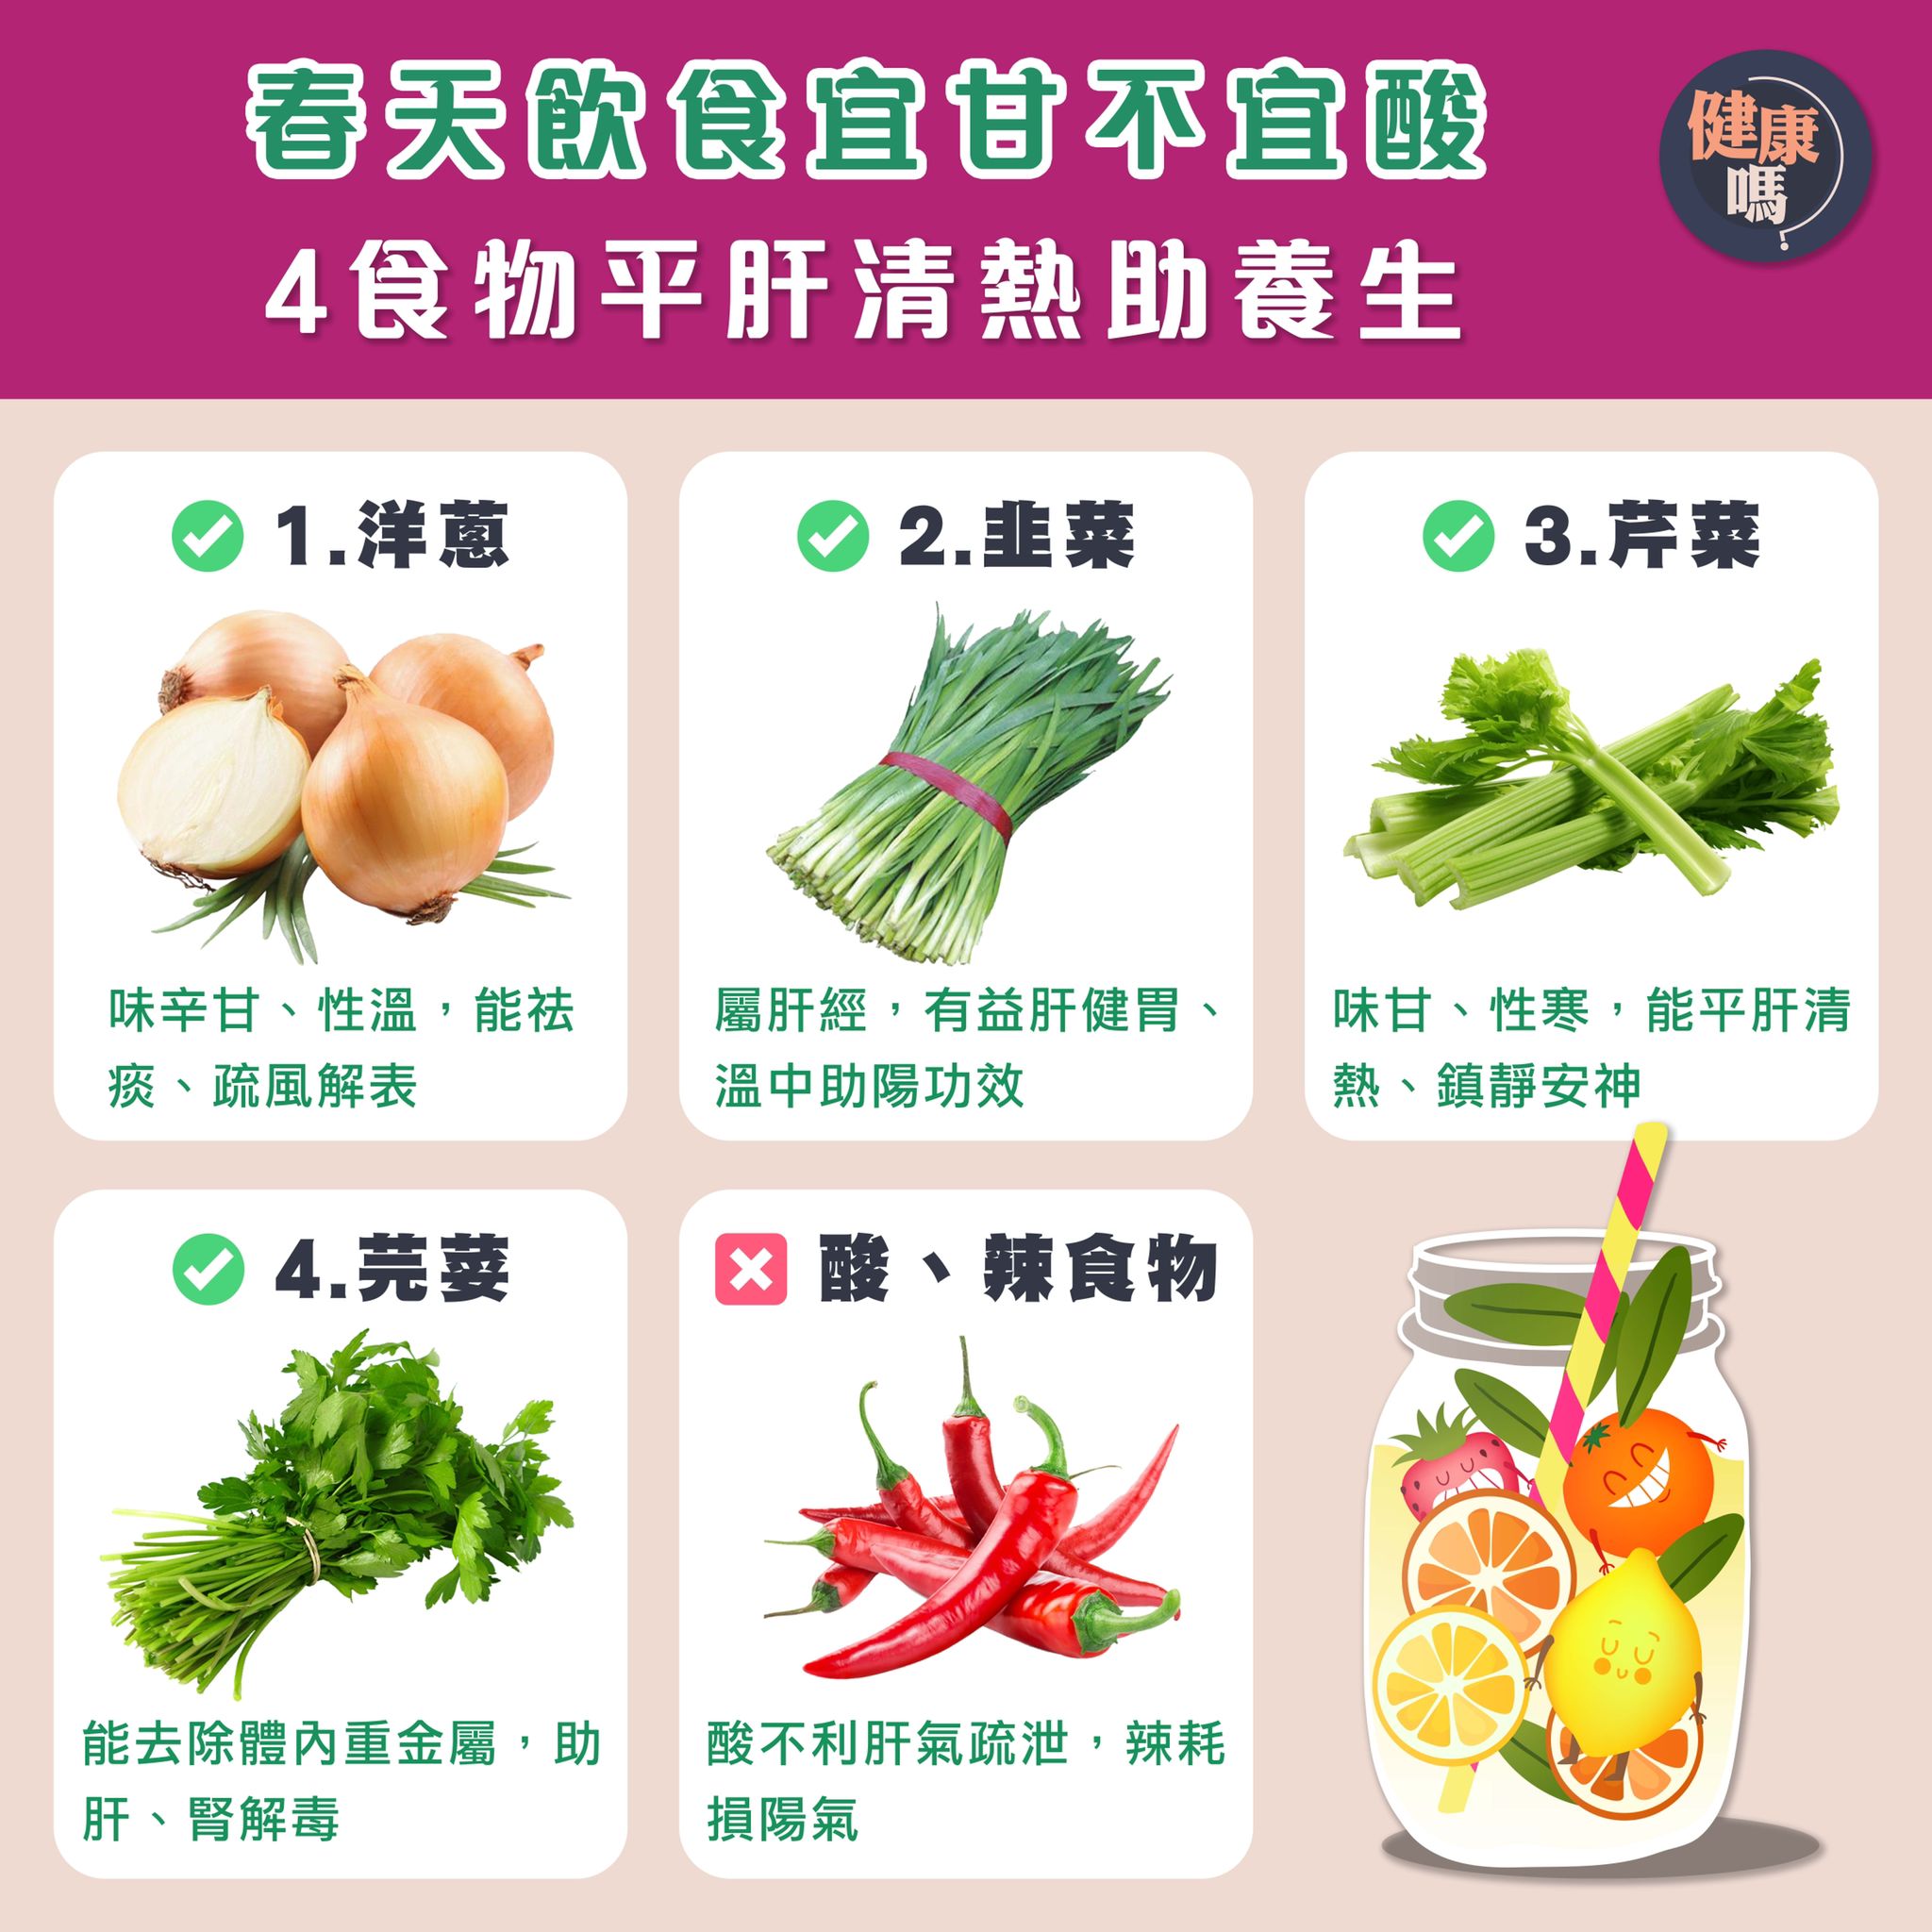 春天飲食宜甘不宜酸
健康
嗎?
4食物平肝清熱助養生
1.洋蔥
味辛甘、性溫，能祛
痰、疏風解表
2.韭菜
屬肝經，有益肝健胃、
溫中助陽功效
3.芹菜
味甘、性寒，能平肝清
熱、鎮靜安神
4.芫荽
能去除體內重金屬，助
肝、腎解毒
酸、辣食物
酸不利肝氣疏泄，辣耗
損陽氣